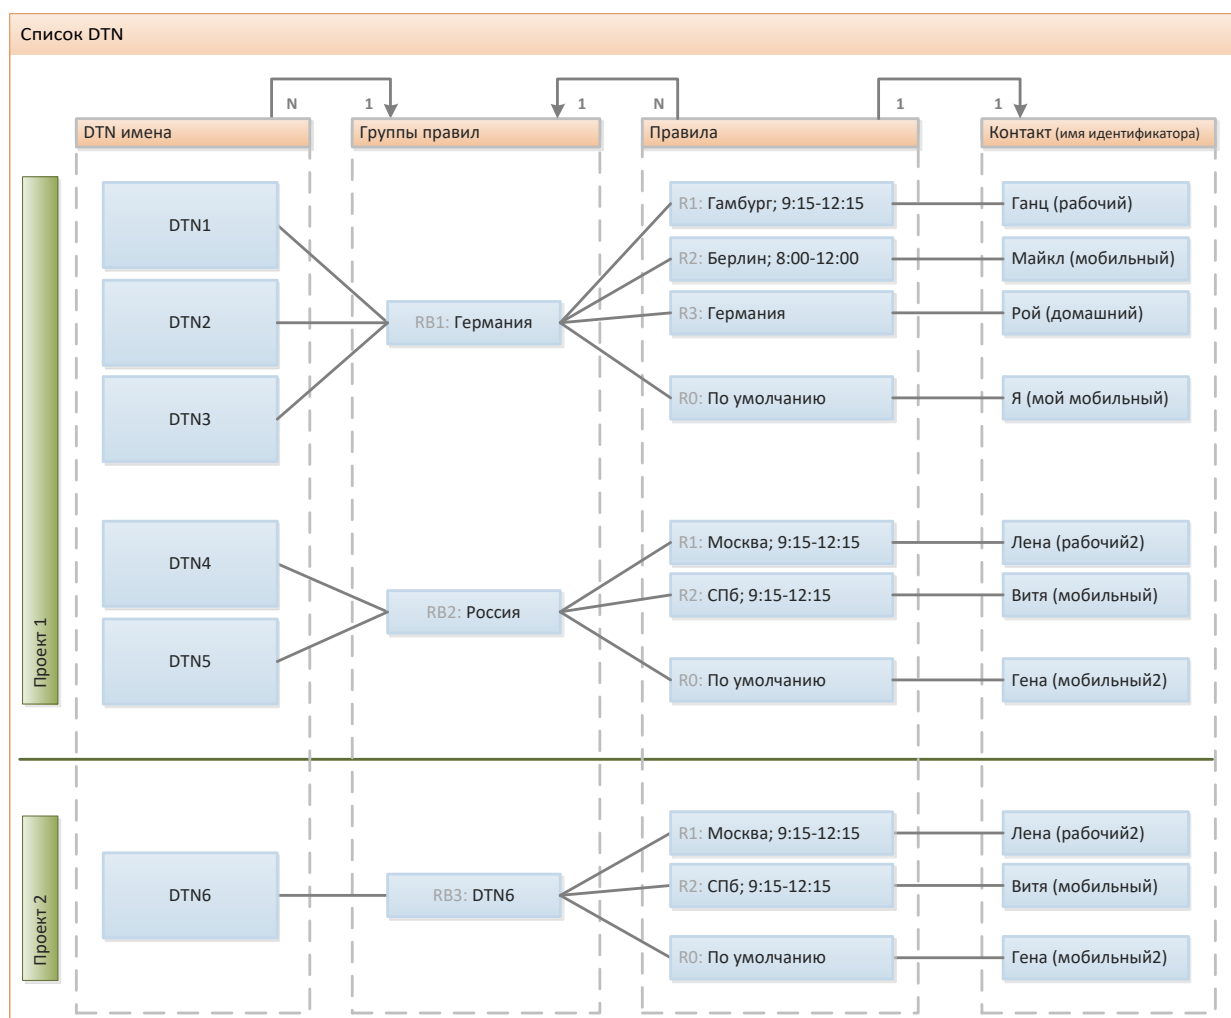 Список DTN
N
1
1
N
1
1
DTN имена
Группы правил
Правила
Контакт (имя идентификатора)
Проект 1
DTN1
DTN2
DTN3
RB1: Германия
R1: Гамбург; 9:15-12:15
Ганц (рабочий)
R2: Берлин; 8:00-12:00
Майкл (мобильный)
R3: Германия
Рой (домашний)
R0: По умолчанию
Я (мой мобильный)
DTN4
DTN5
RB2: Россия
R1: Москва; 9:15-12:15
Лена (рабочий2)
R2: СПб; 9:15-12:15
Витя (мобильный)
R0: По умолчанию
Гена (мобильный2)
Проект 2
DTN6
RB3: DTN6
R1: Москва; 9:15-12:15
Лена (рабочий2)
R2: СПб; 9:15-12:15
Витя (мобильный)
R0: По умолчанию
Гена (мобильный2)